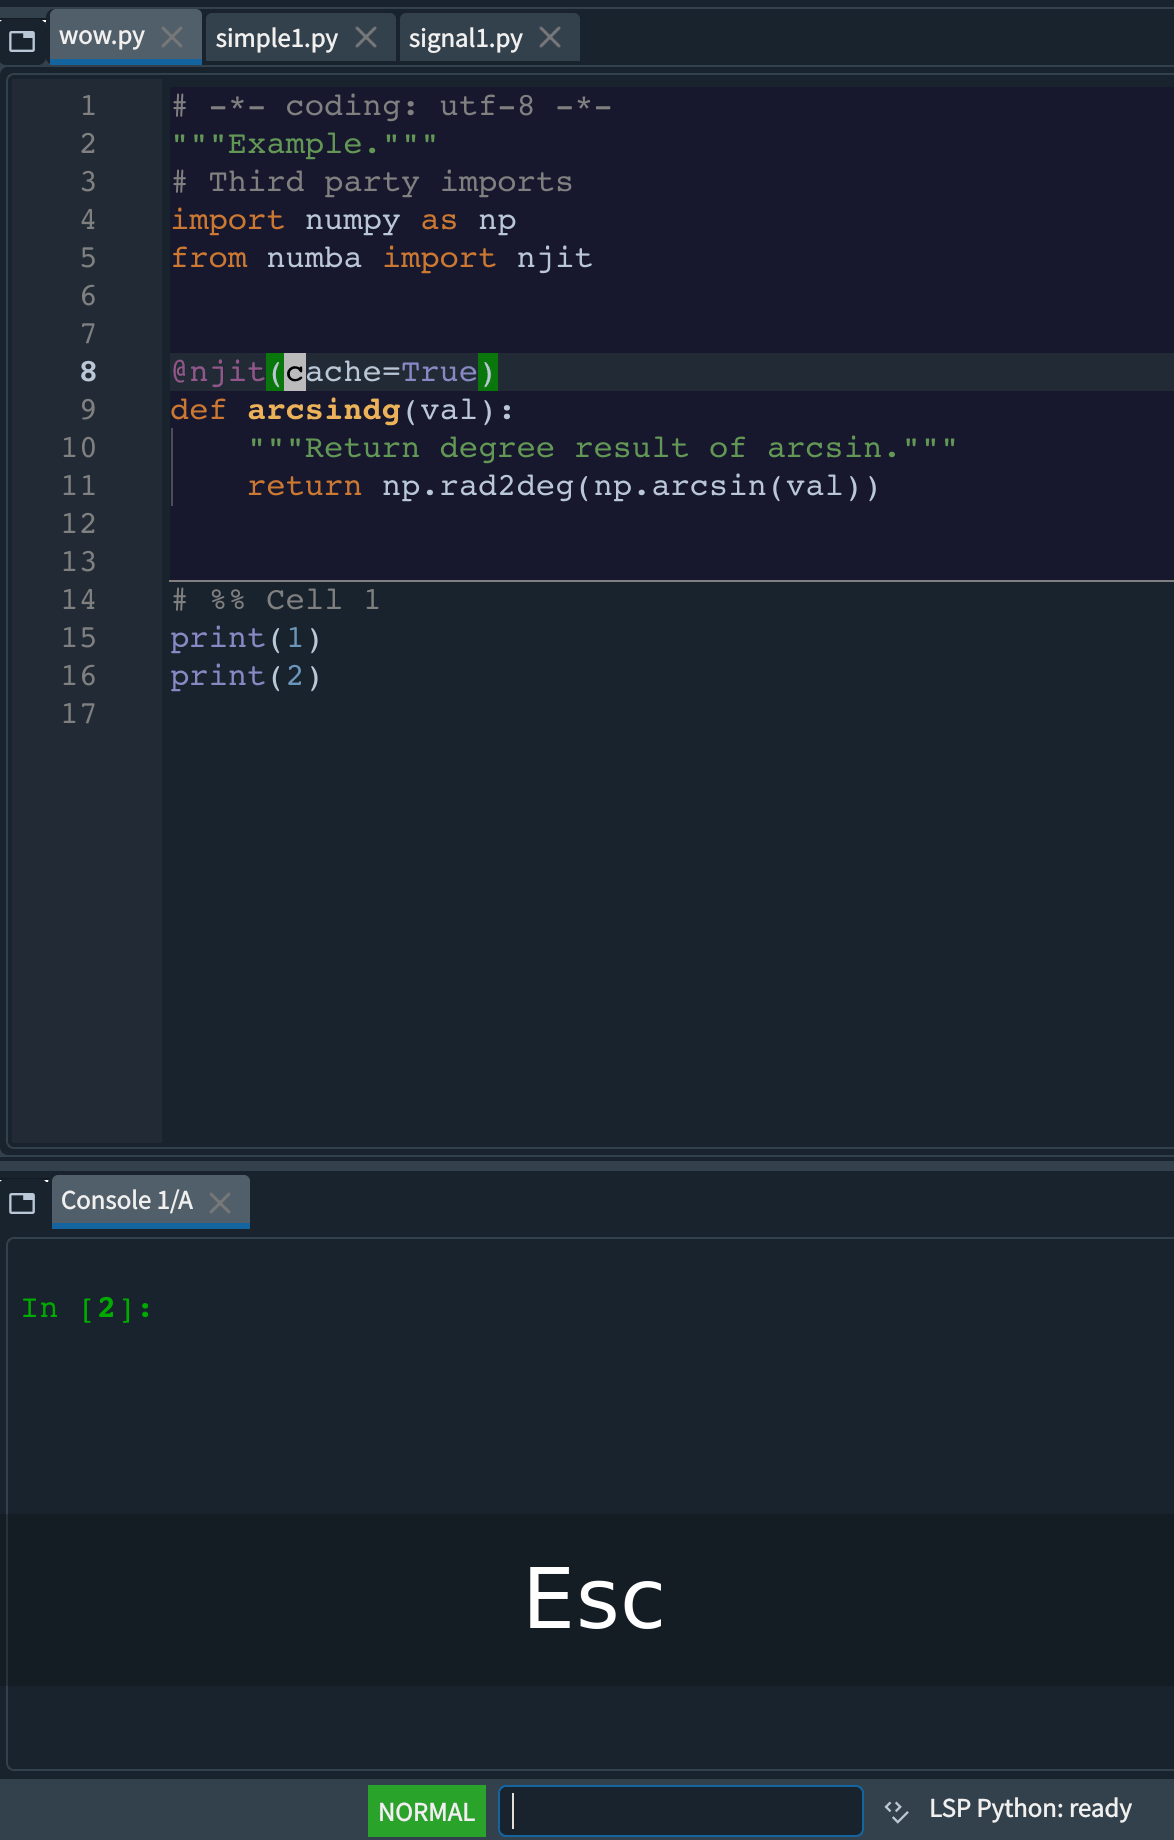 wow.py simple1.py signal1.py
1 # -*- coding: utf-8 -*-
2 """Example."""
3 # Third party imports
4 import numpy as np
5 from numba import njit
6
7
8 @njit(cache=True)
9 def arcsindg(val):
10     """Return degree result of arcsin."""
11     return np.rad2deg(np.arcsin(val))
12
13
14 # %% Cell 1
15 print(1)
16 print(2)
17
Console 1/A
In [2]:
Esc
NORMAL LSP Python: ready